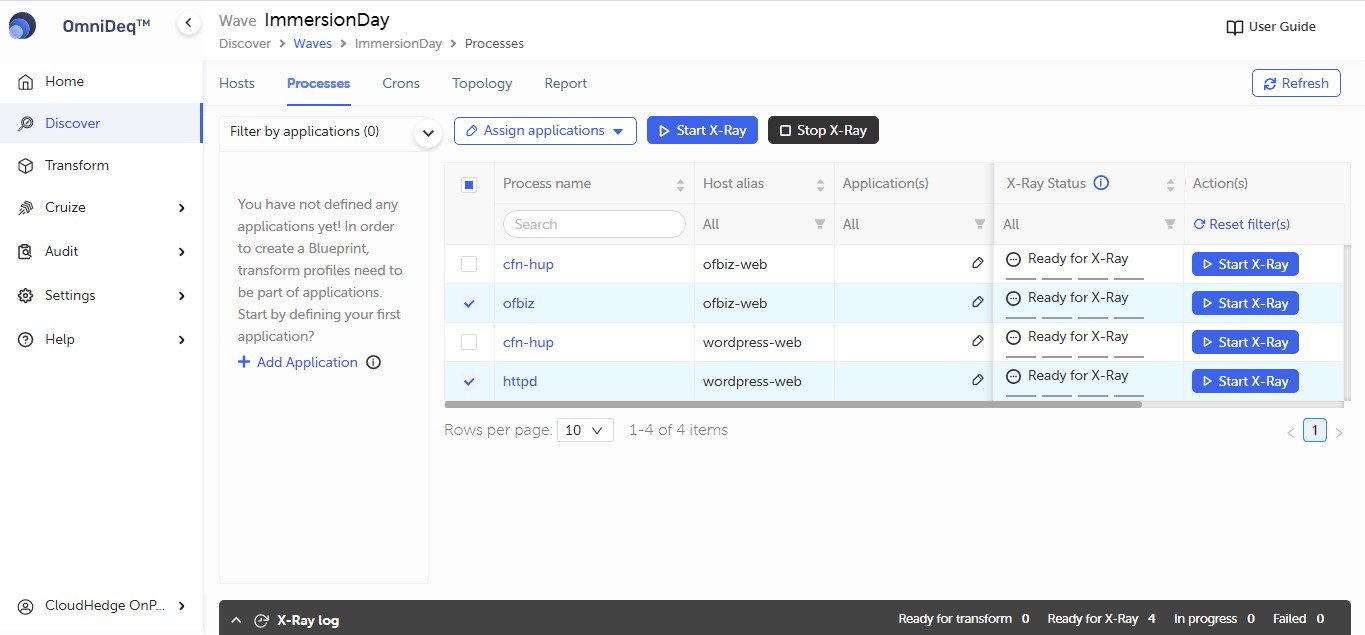 OmniDeq™
Wave ImmersionDay
Discover > Waves > ImmersionDay > Processes
User Guide
Home
Discover
Transform
Cruize
Audit
Settings
Help
CloudHedge OnP...
Hosts Processes Crons Topology Report
Refresh
Filter by applications (0)
You have not defined any
applications yet! In order
to create a Blueprint,
transform profiles need to
be part of applications.
Start by defining your first
application?
+ Add Application
Assign applications Start X-Ray Stop X-Ray
Process name Host alias Application(s) X-Ray Status Action(s)
Search All All All Reset filter(s)
cfn-hup ofbiz-web Ready for X-Ray Start X-Ray
ofbiz ofbiz-web Ready for X-Ray Start X-Ray
cfn-hup wordpress-web Ready for X-Ray Start X-Ray
httpd wordpress-web Ready for X-Ray Start X-Ray
Rows per page: 10 1-4 of 4 items < 1 >
X-Ray log Ready for transform 0 Ready for X-Ray 4 In progress 0 Failed 0